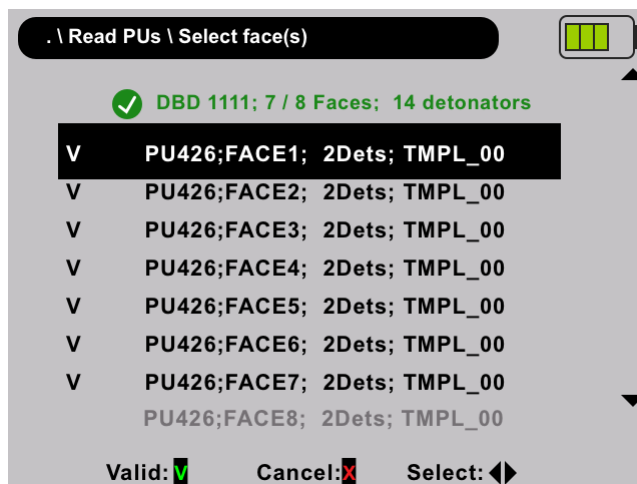 . \ Read PUs \ Select face(s)
DBD 1111; 7 / 8 Faces; 14 detonators
V PU426;FACE1; 2Dets; TMPL_00
V PU426;FACE2; 2Dets; TMPL_00
V PU426;FACE3; 2Dets; TMPL_00
V PU426;FACE4; 2Dets; TMPL_00
V PU426;FACE5; 2Dets; TMPL_00
V PU426;FACE6; 2Dets; TMPL_00
V PU426;FACE7; 2Dets; TMPL_00
PU426;FACE8; 2Dets; TMPL_00
Valid: V Cancel:X Select: